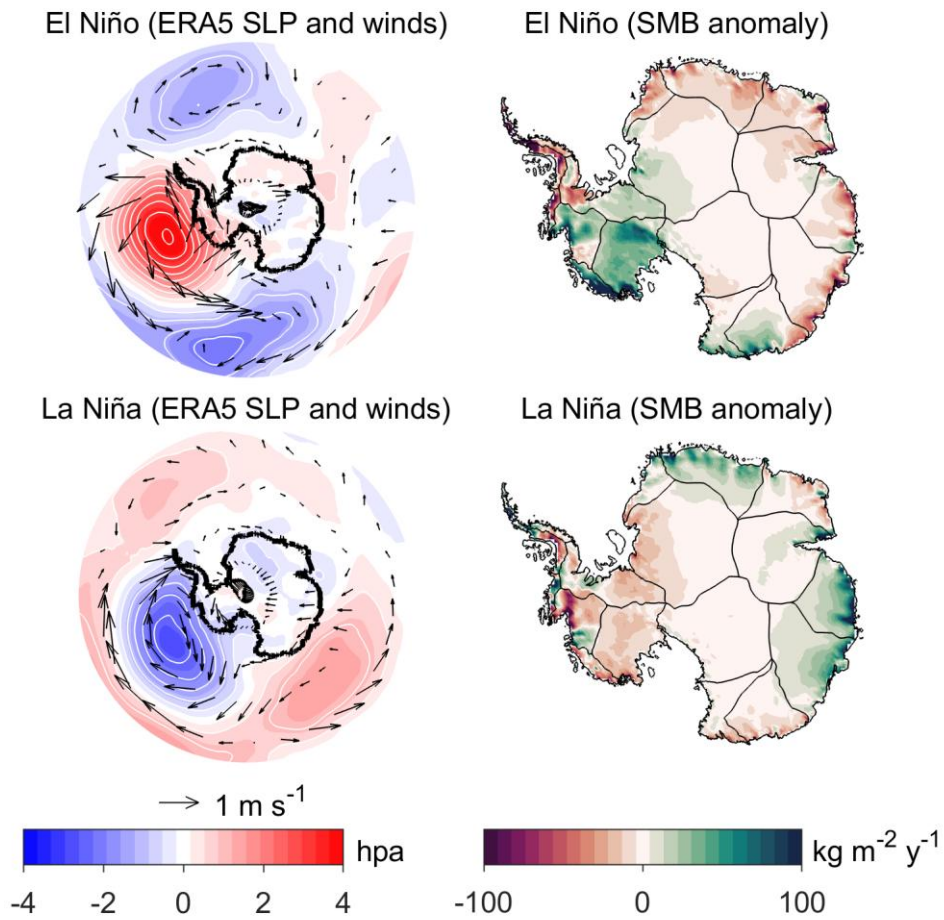 El Niño (ERA5 SLP and winds)
El Niño (SMB anomaly)
La Niña (ERA5 SLP and winds)
La Niña (SMB anomaly)
1 m s⁻¹
hpa
-4 -2 0 2 4
kg m⁻² y⁻¹
-100 0 100